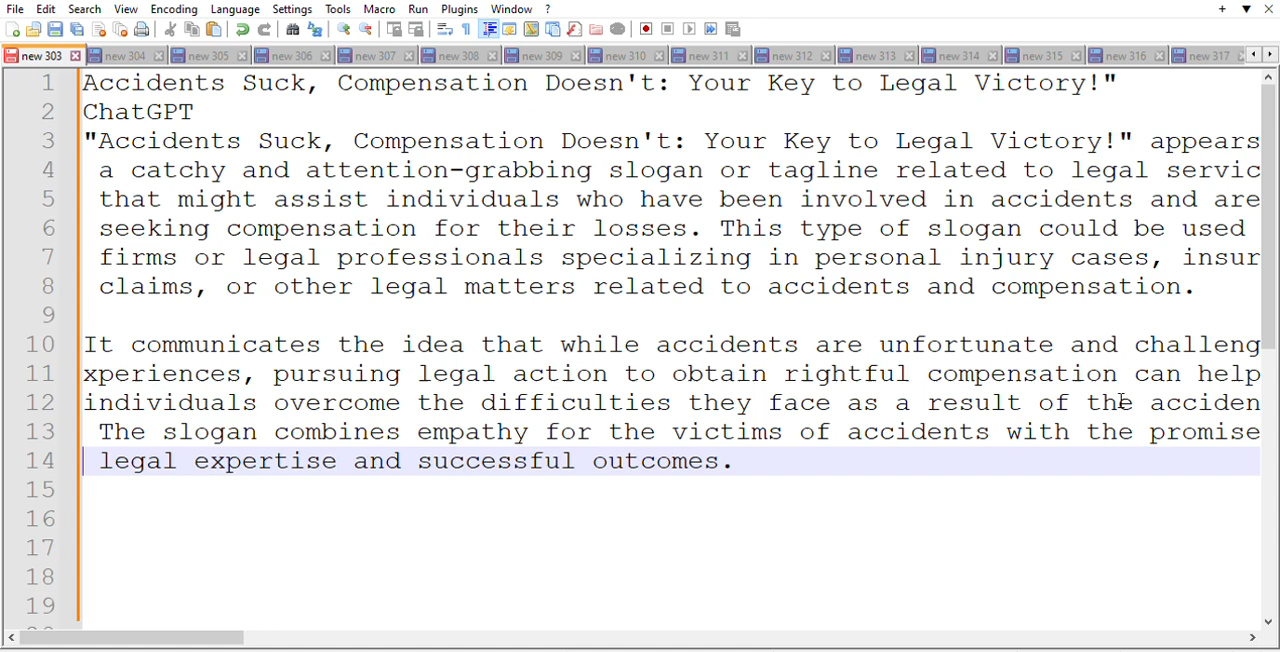 File Edit Search View Encoding Language Settings Tools Macro Run Plugins Window ?
new 303 new 304 new 305 new 306 new 307 new 308 new 309 new 310 new 311 new 312 new 313 new 314 new 315 new 316 new 317
1 Accidents Suck, Compensation Doesn't: Your Key to Legal Victory!"
2 ChatGPT
3 "Accidents Suck, Compensation Doesn't: Your Key to Legal Victory!" appears
4 a catchy and attention-grabbing slogan or tagline related to legal servic
5 that might assist individuals who have been involved in accidents and are
6 seeking compensation for their losses. This type of slogan could be used
7 firms or legal professionals specializing in personal injury cases, insur
8 claims, or other legal matters related to accidents and compensation.
9
10 It communicates the idea that while accidents are unfortunate and challeng
11 xperiences, pursuing legal action to obtain rightful compensation can help
12 individuals overcome the difficulties they face as a result of the acciden
13 The slogan combines empathy for the victims of accidents with the promise
14 legal expertise and successful outcomes.
15
16
17
18
19